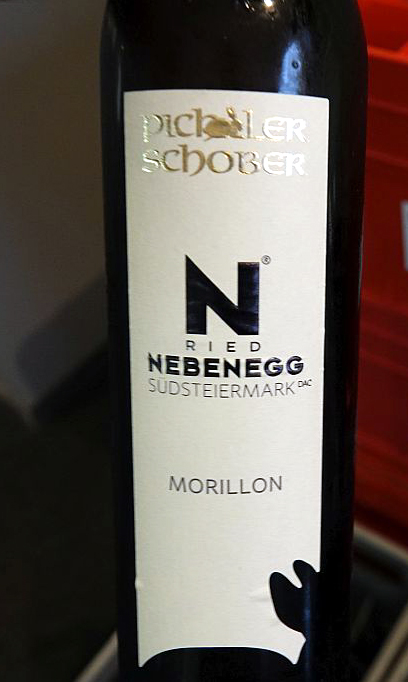 PICHLER
SCHOBER
N®
RIED
NEBENEGG
SÜDSTEIERMARK DAC
MORILLON